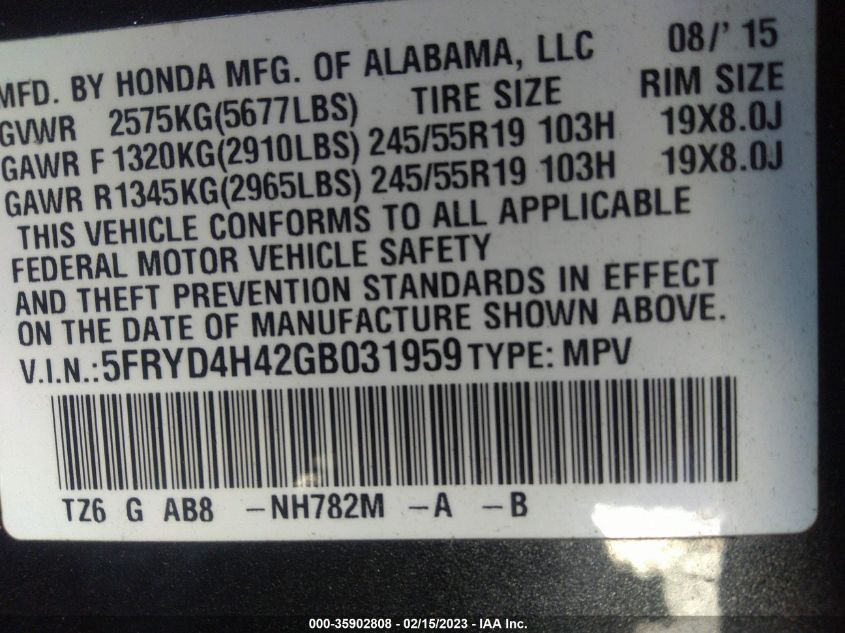 MFD. BY HONDA MFG. OF ALABAMA, LLC 08/' 15
GVWR 2575KG(5677LBS) TIRE SIZE RIM SIZE
GAWR F 1320KG(2910LBS) 245/55R19 103H 19X8.0J
GAWR R1345KG(2965LBS) 245/55R19 103H 19X8.0J
THIS VEHICLE CONFORMS TO ALL APPLICABLE
FEDERAL MOTOR VEHICLE SAFETY
AND THEFT PREVENTION STANDARDS IN EFFECT
ON THE DATE OF MANUFACTURE SHOWN ABOVE.
V.I.N.:5FRYD4H42GB031959 TYPE: MPV
TZ6 G AB8 -NH782M -A -B
000-35902808 - 02/15/2023 - IAA Inc.